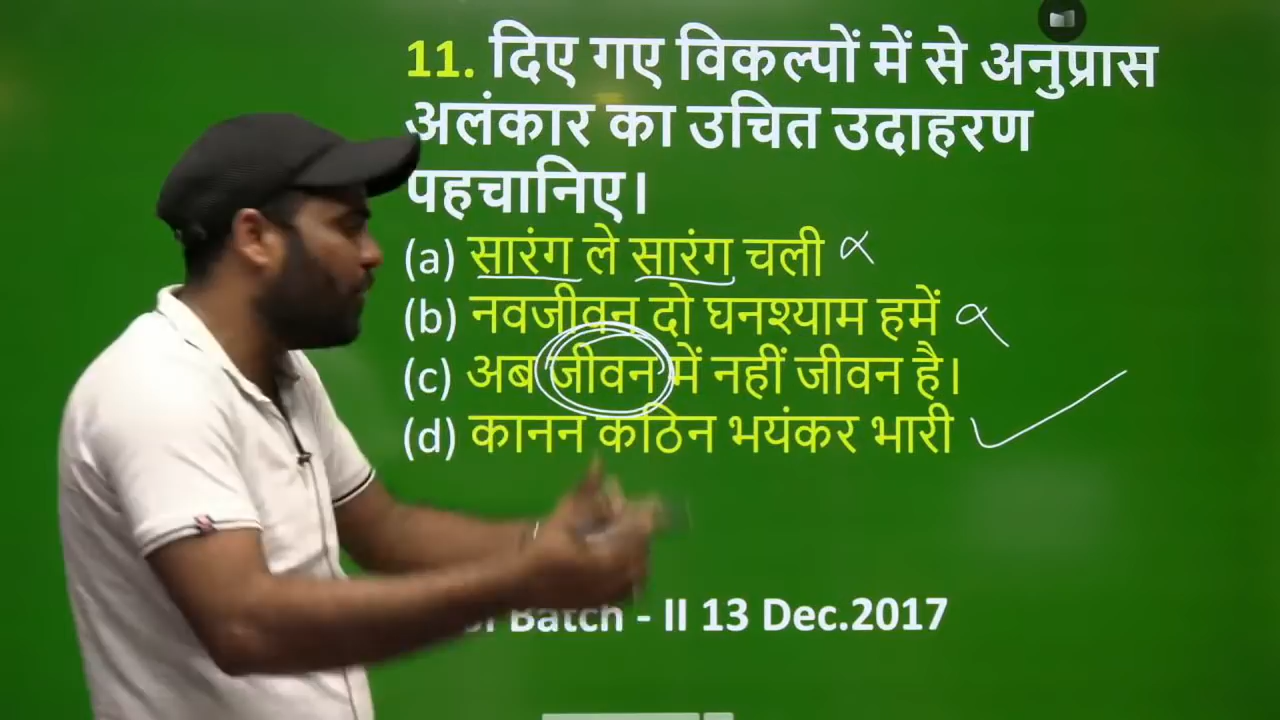 11. दिए गए विकल्पों में से अनुप्रास
अलंकार का उचित उदाहरण
पहचानिए।
(a) सारंग ले सारंग चली
(b) नवजीवन दो घनश्याम हमें
(c) अब जीवन में नहीं जीवन है।
(d) कानन कठिन भयंकर भारी
Batch - II 13 Dec.2017